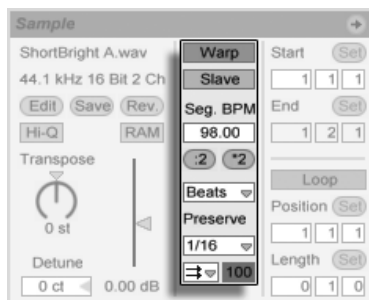 Sample
ShortBright A.wav
44.1 kHz 16 Bit 2 Ch
Edit Save Rev.
Hi-Q RAM
Transpose
0 st
Detune
0 ct 0.00 dB
Warp
Slave
Seg. BPM
98.00
:2 *2
Beats
Preserve
1/16
100
Start Set
1 1 1
End Set
1 2 1
Loop
Position Set
1 1 1
Length Set
0 1 0